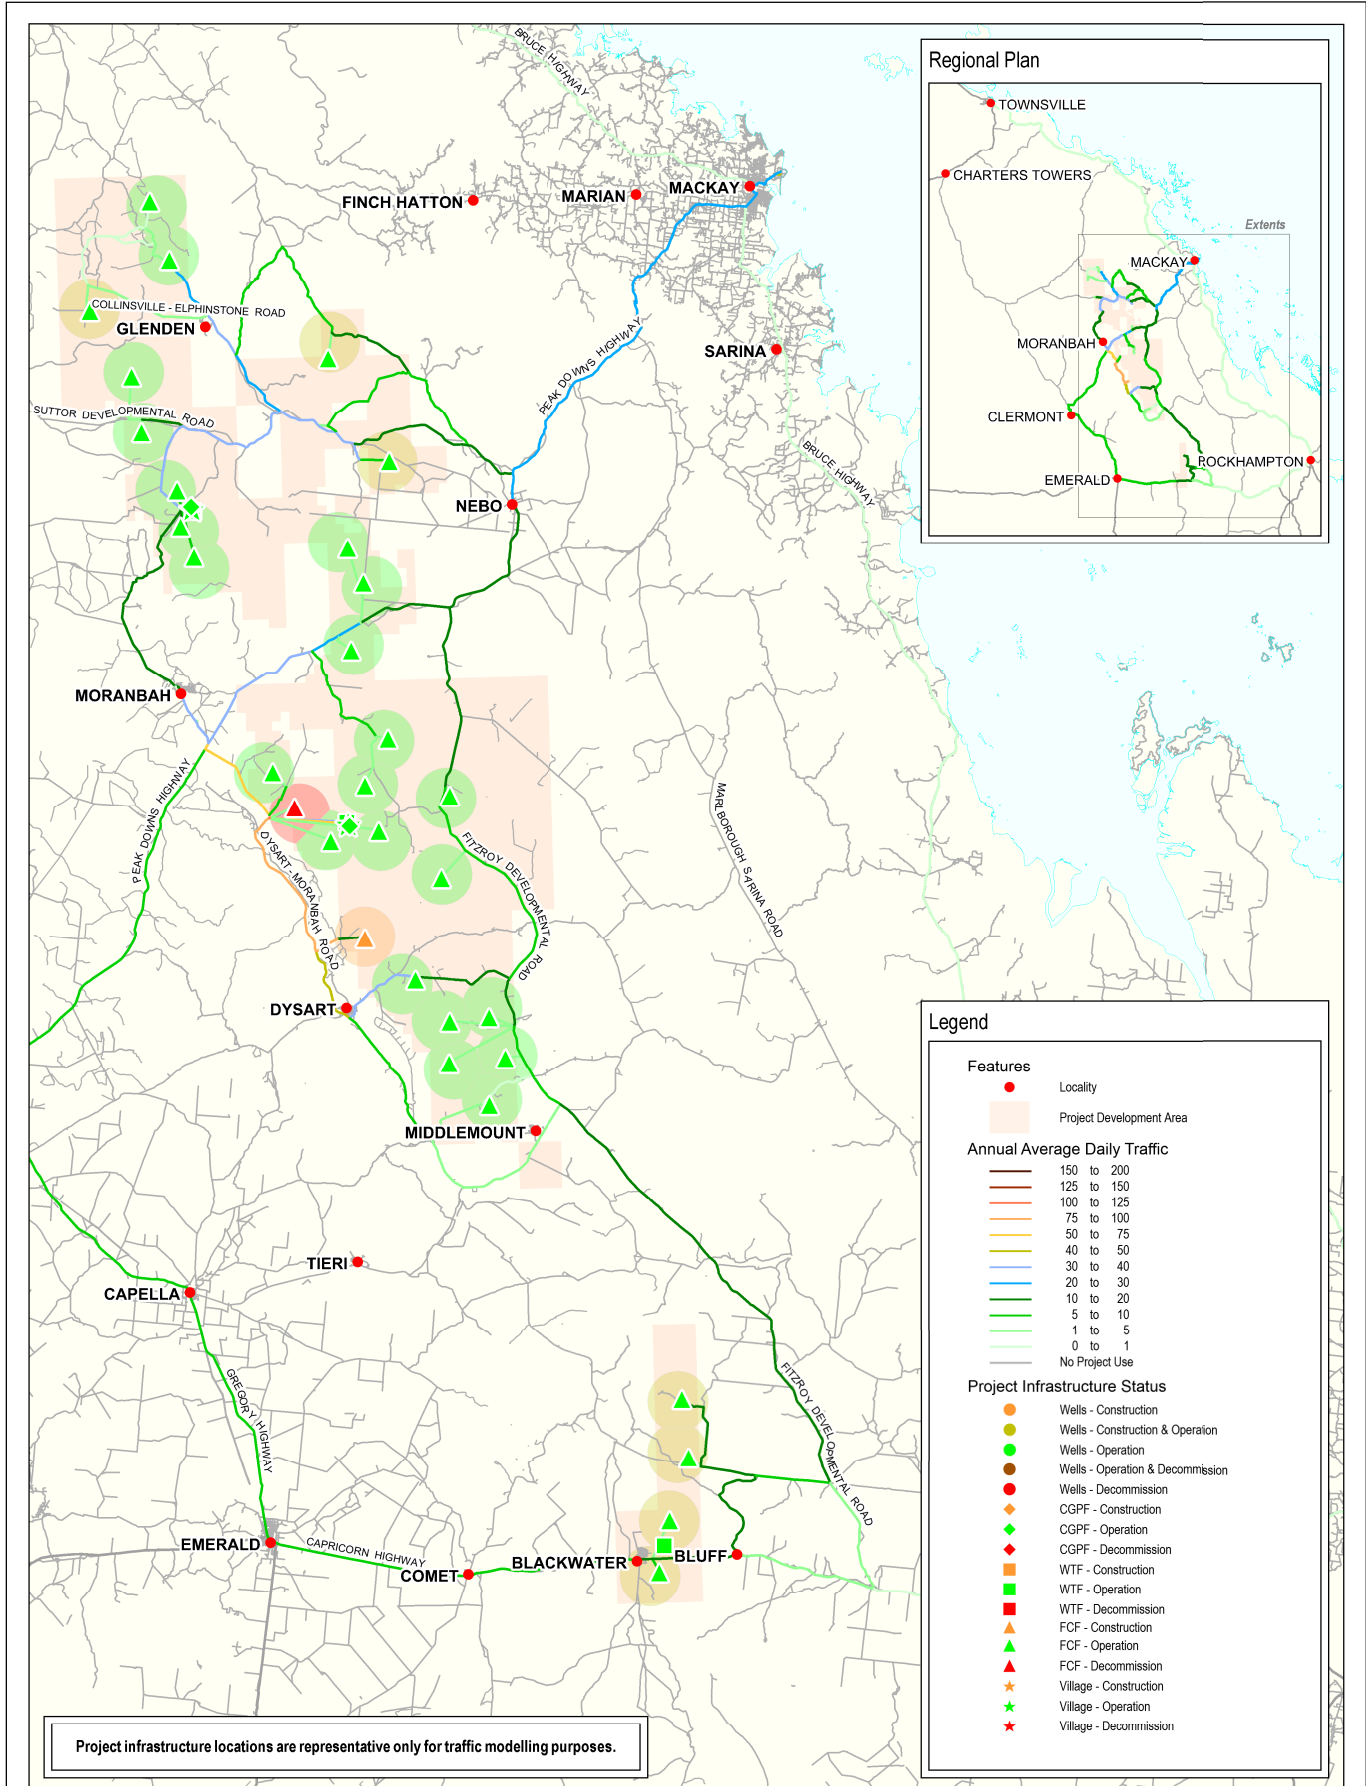 BRUCE HIGHWAY
FINCH HATTON
MARIAN
MACKAY
COLLINSVILLE - ELPHINSTONE ROAD
GLENDEN
SARINA
PEAK DOWNS HIGHWAY
SUTTOR DEVELOPMENTAL ROAD
BRUCE HIGHWAY
NEBO
MORANBAH
PEAK DOWNS HIGHWAY
MARLBOROUGH SARINA ROAD
DYSART - MORANBAH ROAD
FITZROY DEVELOPMENTAL ROAD
DYSART
MIDDLEMOUNT
TIERI
CAPELLA
GREGORY HIGHWAY
FITZROY DEVELOPMENTAL ROAD
EMERALD
CAPRICORN HIGHWAY
COMET
BLACKWATER
BLUFF
Project infrastructure locations are representative only for traffic modelling purposes.
Regional Plan
TOWNSVILLE
CHARTERS TOWERS
Extents
MACKAY
MORANBAH
CLERMONT
ROCKHAMPTON
EMERALD
Legend
Features
Locality
Project Development Area
Annual Average Daily Traffic
150 to 200
125 to 150
100 to 125
75 to 100
50 to 75
40 to 50
30 to 40
20 to 30
10 to 20
5 to 10
1 to 5
0 to 1
No Project Use
Project Infrastructure Status
Wells - Construction
Wells - Construction & Operation
Wells - Operation
Wells - Operation & Decommission
Wells - Decommission
CGPF - Construction
CGPF - Operation
CGPF - Decommission
WTF - Construction
WTF - Operation
WTF - Decommission
FCF - Construction
FCF - Operation
FCF - Decommission
Village - Construction
Village - Operation
Village - Decommission